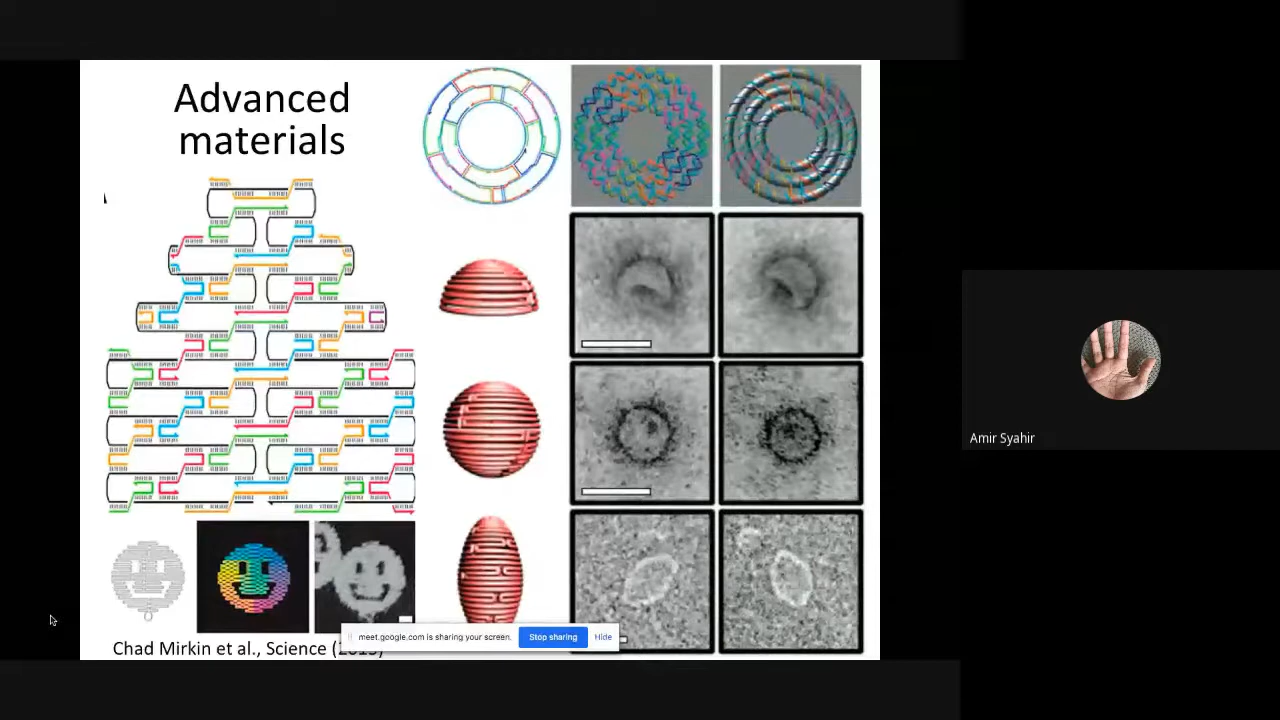 Advanced
materials
Chad Mirkin et al., Science (2015)
meet.google.com is sharing your screen.
Stop sharing
Hide
Amir Syahir